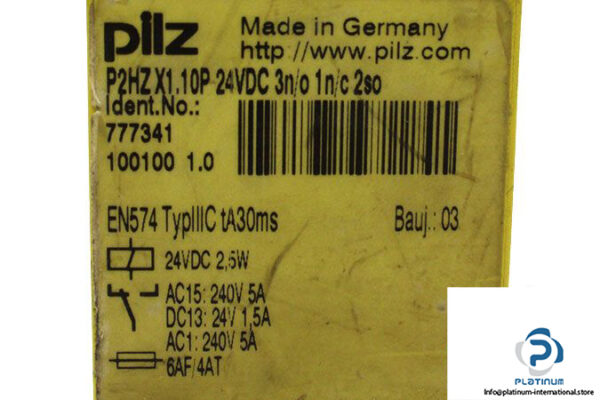 pilz
Made in Germany
http://www.pilz.com
P2HZ X1.10P 24VDC 3n/o 1n/c 2so
Ident.No.:
777341
100100 1.0
EN574 TypIIIC tA30ms
Bauj.: 03
24VDC 2,5W
AC15: 240V 5A
DC13: 24V 1,5A
AC1: 240V 5A
6AF/4AT
PLATINUM
Info@platinum-international.store